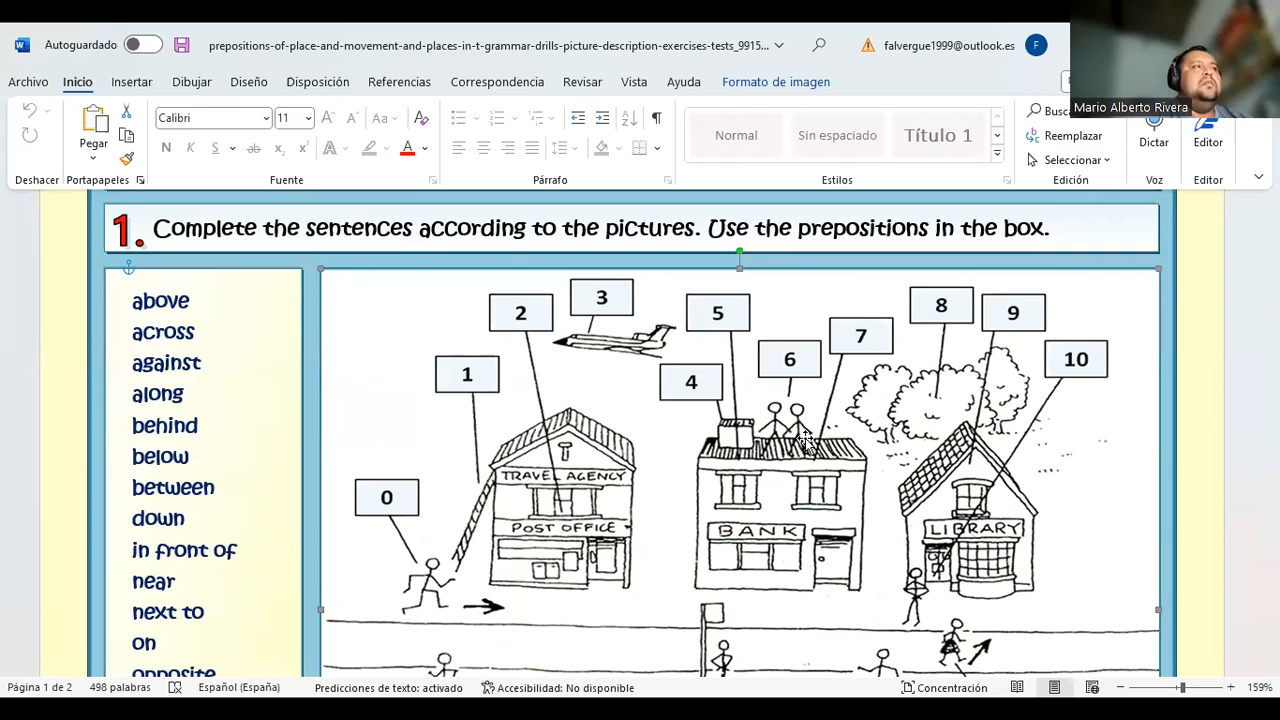 Autoguardado
prepositions-of-place-and-movement-and-places-in-t-grammar-drills-picture-description-exercises-tests_9915...
falvergue1999@outlook.es
F
Mario Alberto Rivera
Archivo Inicio Insertar Dibujar Diseño Disposición Referencias Correspondencia Revisar Vista Ayuda Formato de imagen
Pegar
Calibri 11
Normal
Sin espaciado
Título 1
Reemplazar
Seleccionar
Dictar
Editor
Deshacer Portapapeles Fuente Párrafo Estilos Edición Voz Editor
1. Complete the sentences according to the pictures. Use the prepositions in the box.
above
across
against
along
behind
below
between
down
in front of
near
next to
on
opposite
0
1
2
3
4
5
6
7
8
9
10
TRAVEL AGENCY
POST OFFICE
BANK
LIBRARY
Página 1 de 2 498 palabras Español (España) Predicciones de texto: activado Accesibilidad: No disponible Concentración 159%